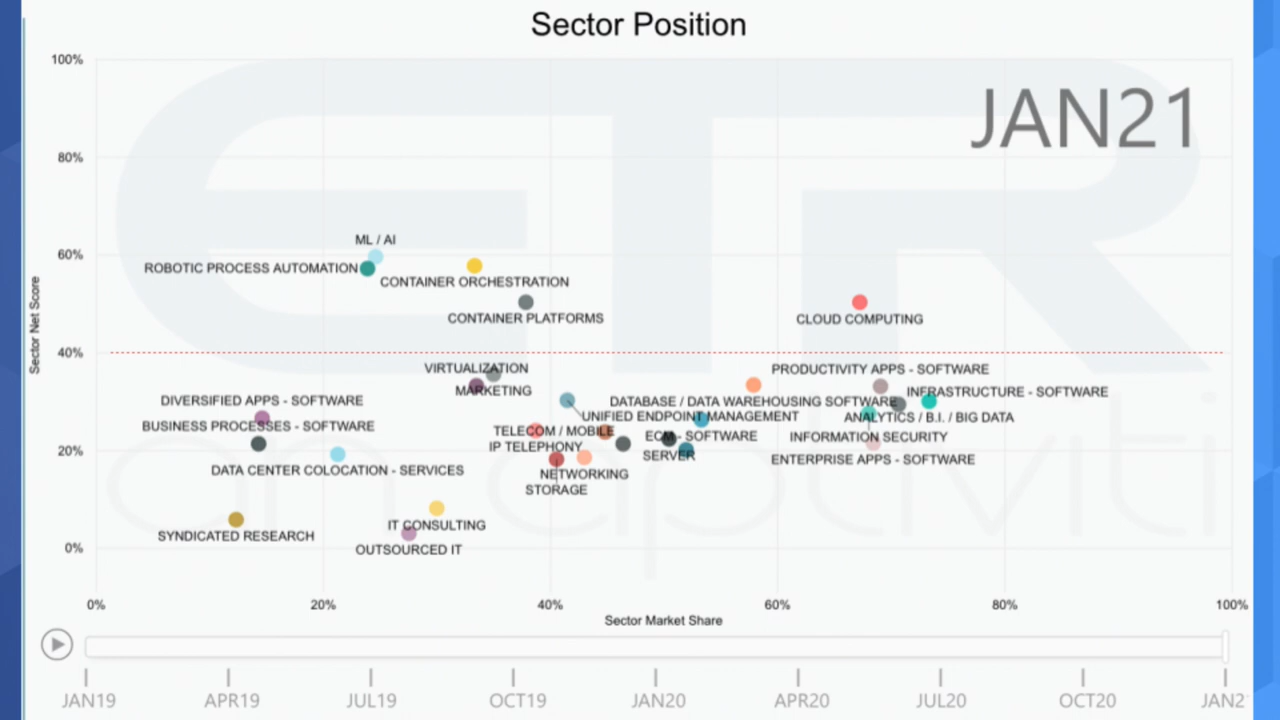 Sector Position
JAN21
100%
80%
60%
40%
20%
0%
Sector Net Score
ML / AI
ROBOTIC PROCESS AUTOMATION
CONTAINER ORCHESTRATION
CONTAINER PLATFORMS
CLOUD COMPUTING
VIRTUALIZATION
PRODUCTIVITY APPS - SOFTWARE
MARKETING
INFRASTRUCTURE - SOFTWARE
DIVERSIFIED APPS - SOFTWARE
DATABASE / DATA WAREHOUSING SOFTWARE
UNIFIED ENDPOINT MANAGEMENT
ANALYTICS / B.I. / BIG DATA
BUSINESS PROCESSES - SOFTWARE
TELECOM / MOBILE
ECM - SOFTWARE
INFORMATION SECURITY
IP TELEPHONY
SERVER
ENTERPRISE APPS - SOFTWARE
DATA CENTER COLOCATION - SERVICES
NETWORKING
STORAGE
IT CONSULTING
SYNDICATED RESEARCH
OUTSOURCED IT
0%
20%
40%
60%
80%
100%
Sector Market Share
JAN19
APR19
JUL19
OCT19
JAN20
APR20
JUL20
OCT20
JAN2
ETR
an aptiviti